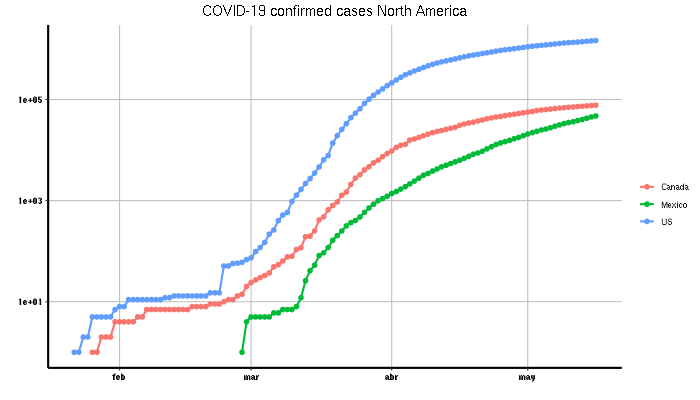 COVID-19 confirmed cases North America
1e+05
1e+03
1e+01
feb
mar
abr
may
Canada
Mexico
US